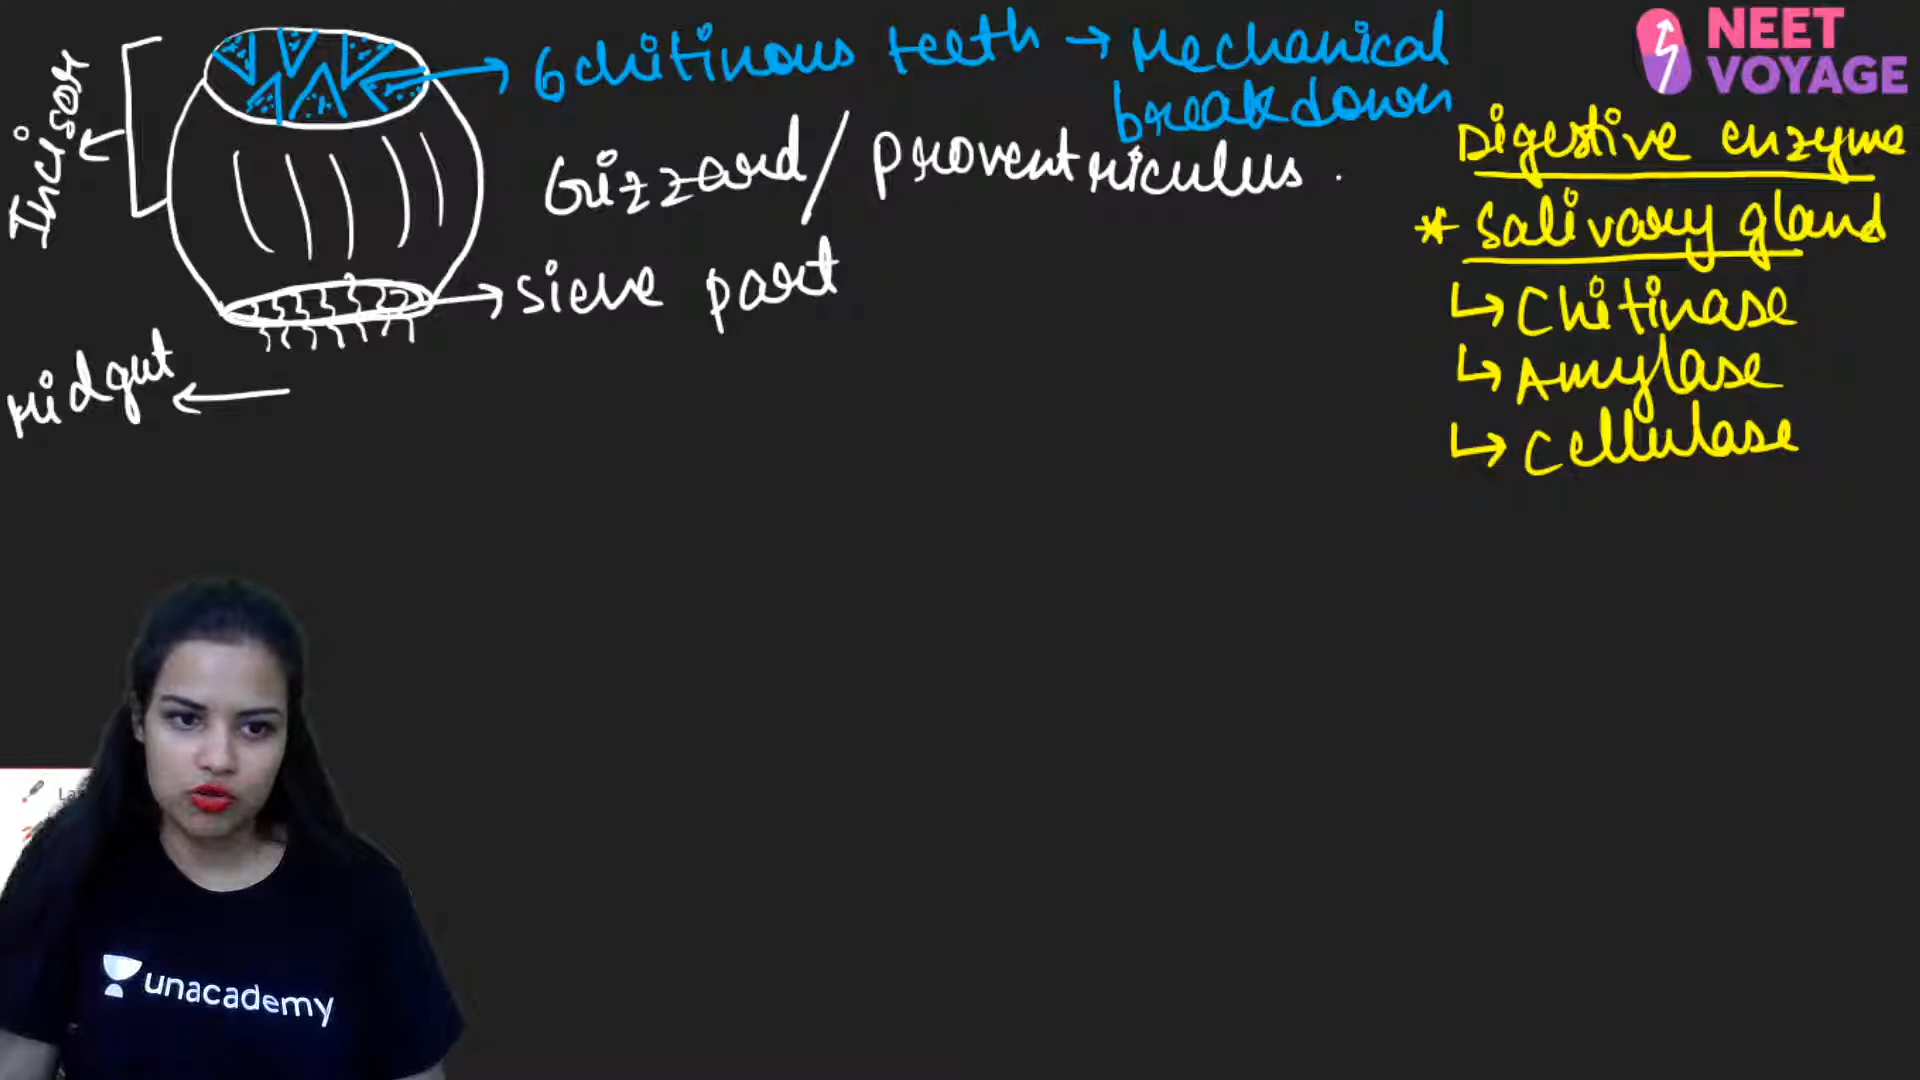 6 chitinous teeth → Mechanical
breakdown
Incisor
Gizzard / proventriculus.
sieve part
Midgut
NEET
VOYAGE
Digestive enzyme
* Salivary gland
↳ Chitinase
↳ Amylase
↳ Cellulase
La
unacademy